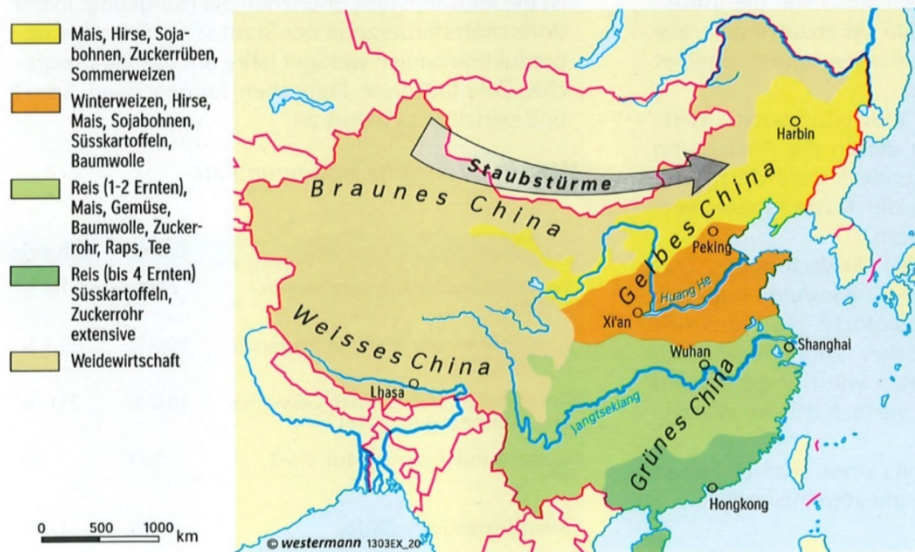 Mais, Hirse, Soja-
bohnen, Zuckerrüben,
Sommerweizen
Winterweizen, Hirse,
Mais, Sojabohnen,
Süsskartoffeln,
Baumwolle
Reis (1-2 Ernten),
Mais, Gemüse,
Baumwolle, Zucker-
rohr, Raps, Tee
Reis (bis 4 Ernten)
Süsskartoffeln,
Zuckerrohr
extensive
Weidewirtschaft
0 500 1000 km
Harbin
Staubstürme
Braunes China
Gelbes China
Peking
Huang He
Xi'an
Weisses China
Lhasa
Wuhan
Shanghai
Jangtsekiang
Grünes China
Hongkong
© westermann 1303EX_20